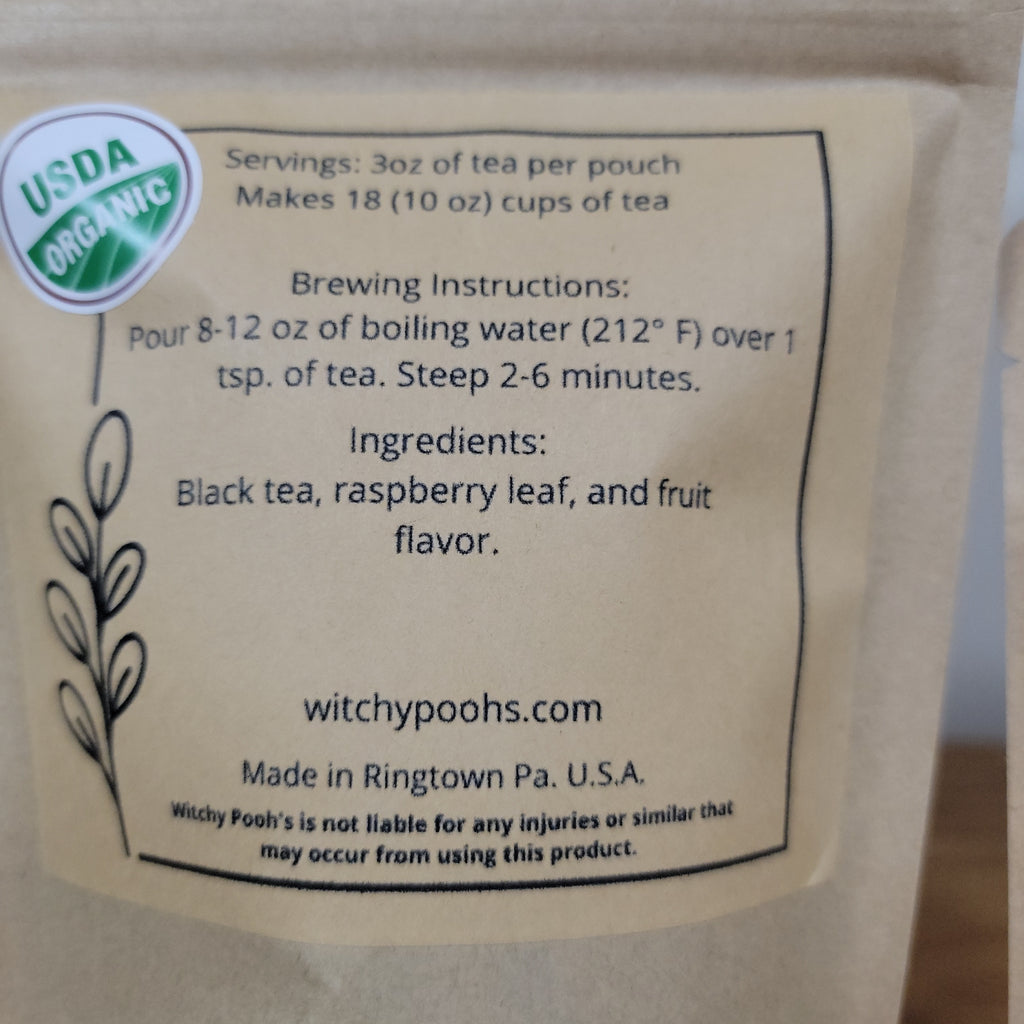 USDA
ORGANIC
Servings: 3oz of tea per pouch
Makes 18 (10 oz) cups of tea
Brewing Instructions:
Pour 8-12 oz of boiling water (212° F) over 1
tsp. of tea. Steep 2-6 minutes.
Ingredients:
Black tea, raspberry leaf, and fruit
flavor.
witchypoohs.com
Made in Ringtown Pa. U.S.A.
Witchy Pooh's is not liable for any injuries or similar that
may occur from using this product.